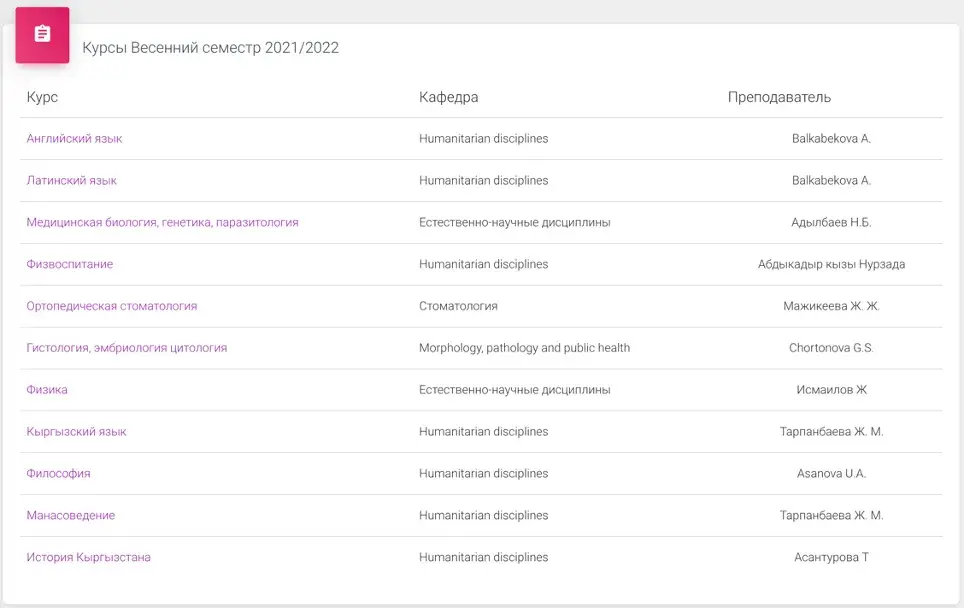 Курсы Весенний семестр 2021/2022
Курс Кафедра Преподаватель
Английский язык Humanitarian disciplines Balkabekova A.
Латинский язык Humanitarian disciplines Balkabekova A.
Медицинская биология, генетика, паразитология Естественно-научные дисциплины Адылбаев Н.Б.
Физвоспитание Humanitarian disciplines Абдыкадыр кызы Нурзада
Ортопедическая стоматология Стоматология Мажикеева Ж. Ж.
Гистология, эмбриология цитология Morphology, pathology and public health Chortonova G.S.
Физика Естественно-научные дисциплины Исмаилов Ж
Кыргызский язык Humanitarian disciplines Тарпанбаева Ж. М.
Философия Humanitarian disciplines Asanova U.A.
Манасоведение Humanitarian disciplines Тарпанбаева Ж. М.
История Кыргызстана Humanitarian disciplines Асантурова Т